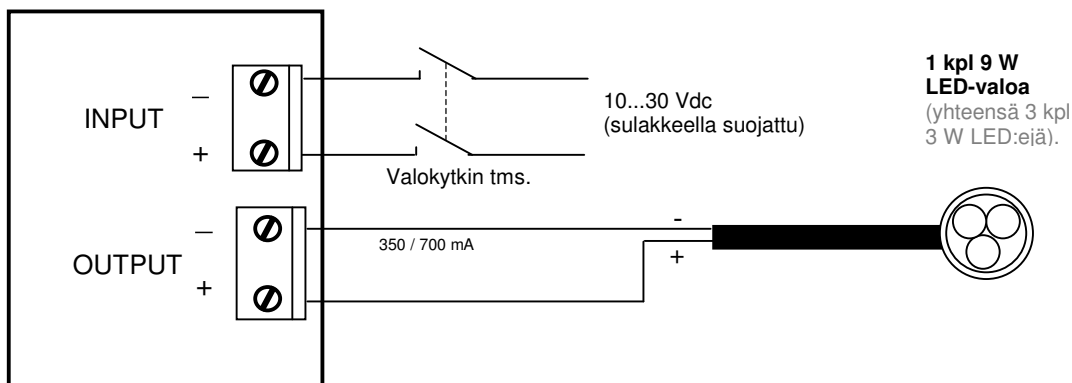 INPUT
–
+
10...30 Vdc
(sulakkeella suojattu)
Valokytkin tms.
1 kpl 9 W
LED-valoa
(yhteensä 3 kpl
3 W LED:ejä).
OUTPUT
–
+
350 / 700 mA
-
+